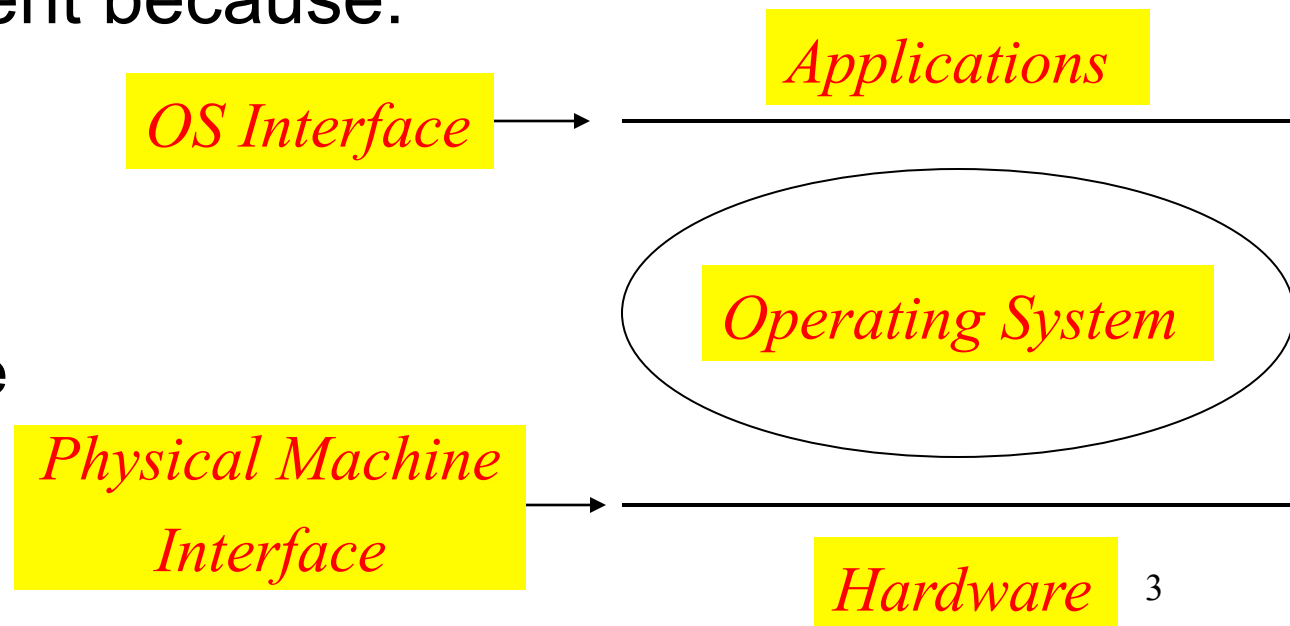 ent because:
Applications
OS Interface
Operating System
e
Physical Machine
Interface
Hardware
3